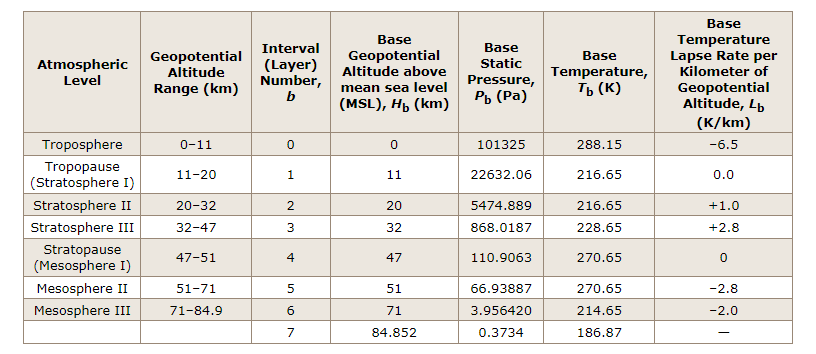 Atmospheric Level | Geopotential Altitude Range (km) | Interval (Layer) Number, b | Base Geopotential Altitude above mean sea level (MSL), Hb (km) | Base Static Pressure, Pb (Pa) | Base Temperature, Tb (K) | Base Temperature Lapse Rate per Kilometer of Geopotential Altitude, Lb (K/km)
Troposphere | 0–11 | 0 | 0 | 101325 | 288.15 | −6.5
Tropopause (Stratosphere I) | 11–20 | 1 | 11 | 22632.06 | 216.65 | 0.0
Stratosphere II | 20–32 | 2 | 20 | 5474.889 | 216.65 | +1.0
Stratosphere III | 32–47 | 3 | 32 | 868.0187 | 228.65 | +2.8
Stratopause (Mesosphere I) | 47–51 | 4 | 47 | 110.9063 | 270.65 | 0
Mesosphere II | 51–71 | 5 | 51 | 66.93887 | 270.65 | −2.8
Mesosphere III | 71–84.9 | 6 | 71 | 3.956420 | 214.65 | −2.0
7 | 84.852 | 0.3734 | 186.87 | —